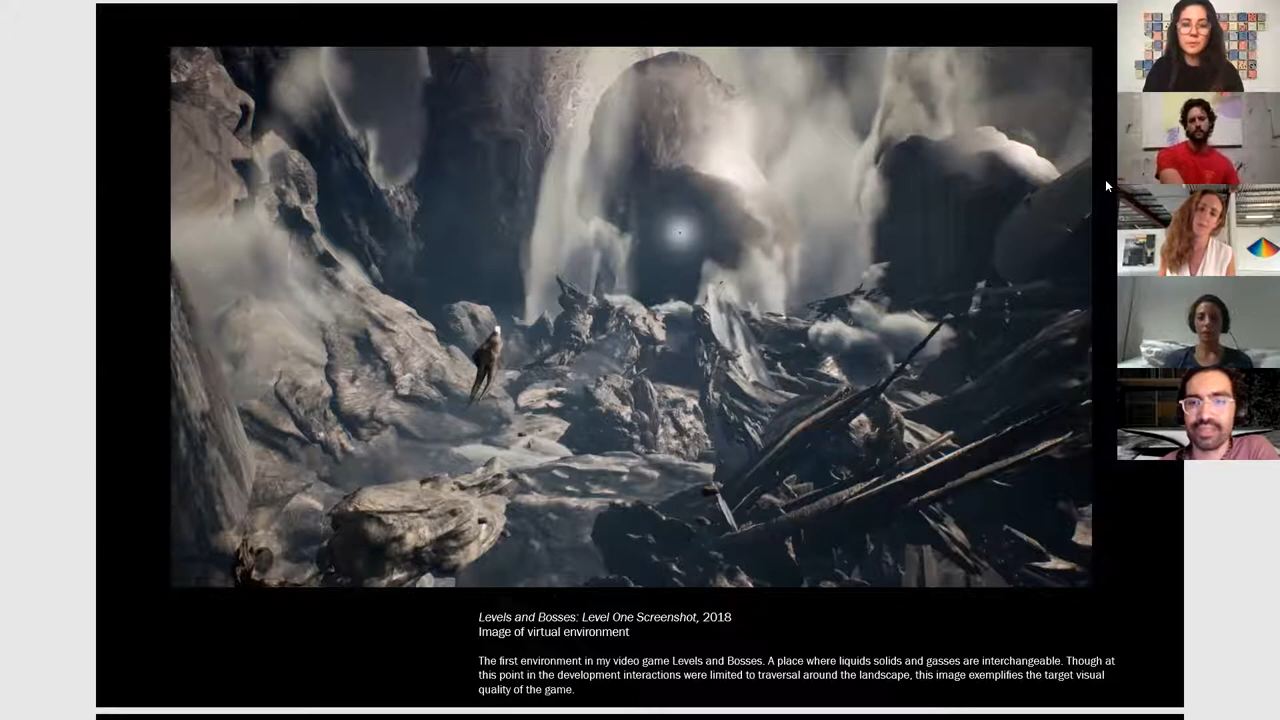 Levels and Bosses: Level One Screenshot, 2018
Image of virtual environment
The first environment in my video game Levels and Bosses. A place where liquids solids and gasses are interchangeable. Though at
this point in the development interactions were limited to traversal around the landscape, this image exemplifies the target visual
quality of the game.